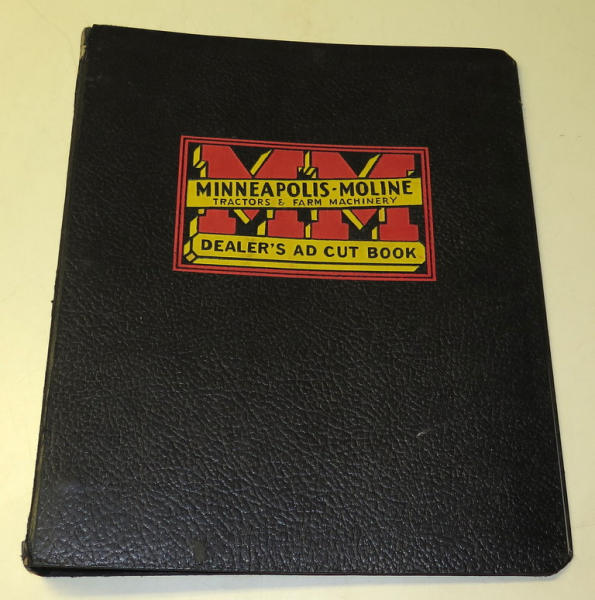 MM
MINNEAPOLIS-MOLINE
TRACTORS & FARM MACHINERY
DEALER'S AD CUT BOOK